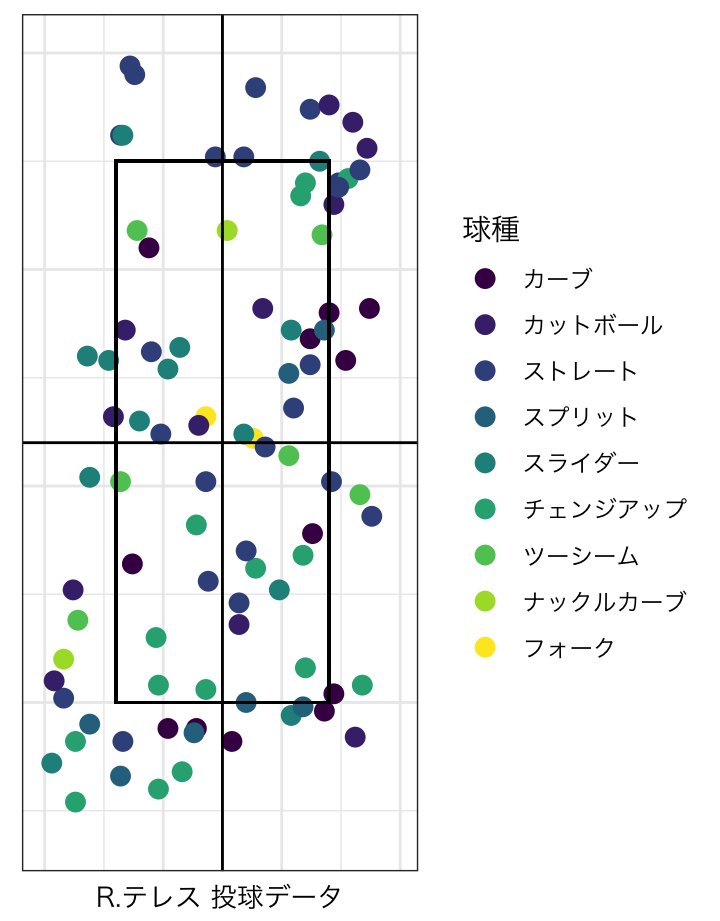 球種
カーブ
カットボール
ストレート
スプリット
スライダー
チェンジアップ
ツーシーム
ナックルカーブ
フォーク
R.テレス 投球データ